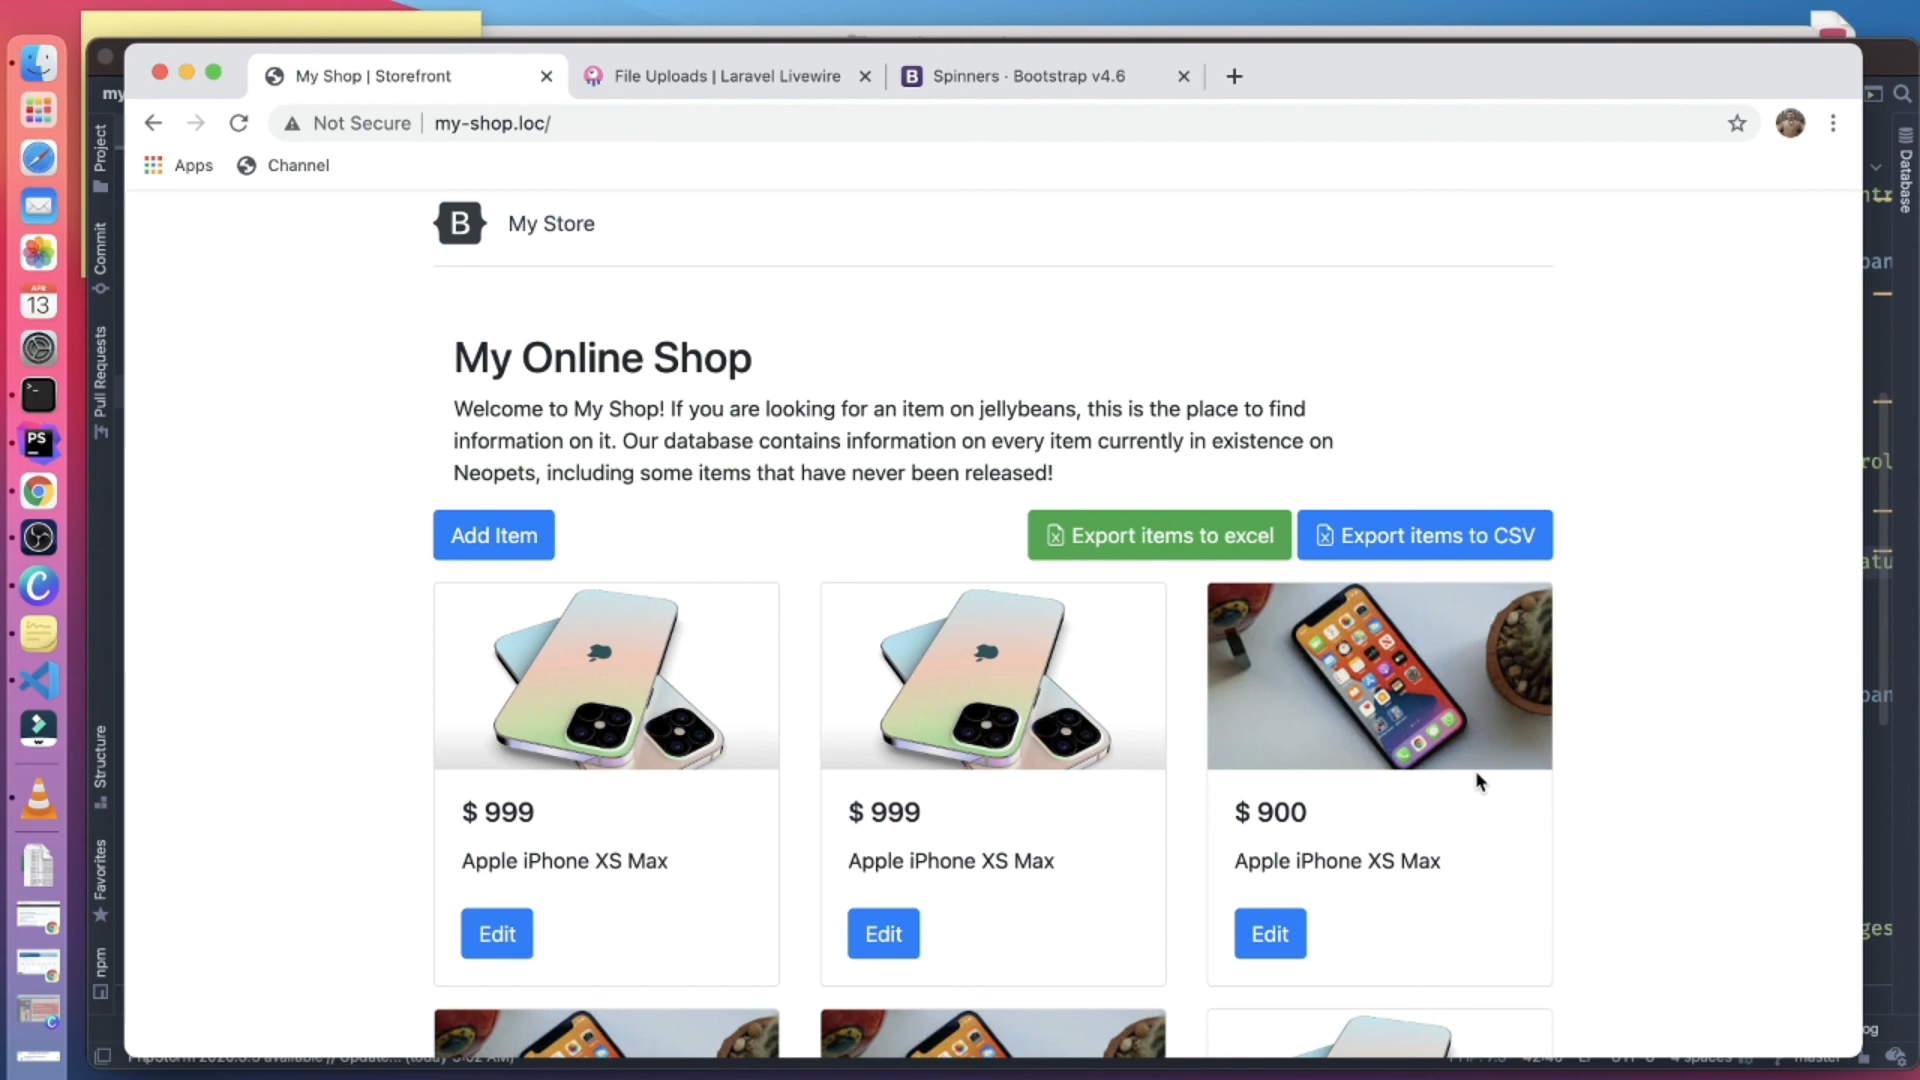 My Shop | Storefront
File Uploads | Laravel Livewire
B
Spinners · Bootstrap v4.6
my
Not Secure
my-shop.loc/
Apps
Channel
Project
Commit
Pull Requests
Structure
Favorites
npm
Database
APR
13
PS
B
My Store
My Online Shop
Welcome to My Shop! If you are looking for an item on jellybeans, this is the place to find
information on it. Our database contains information on every item currently in existence on
Neopets, including some items that have never been released!
Add Item
Export items to excel
Export items to CSV
$ 999
Apple iPhone XS Max
Edit
$ 999
Apple iPhone XS Max
Edit
$ 900
Apple iPhone XS Max
Edit